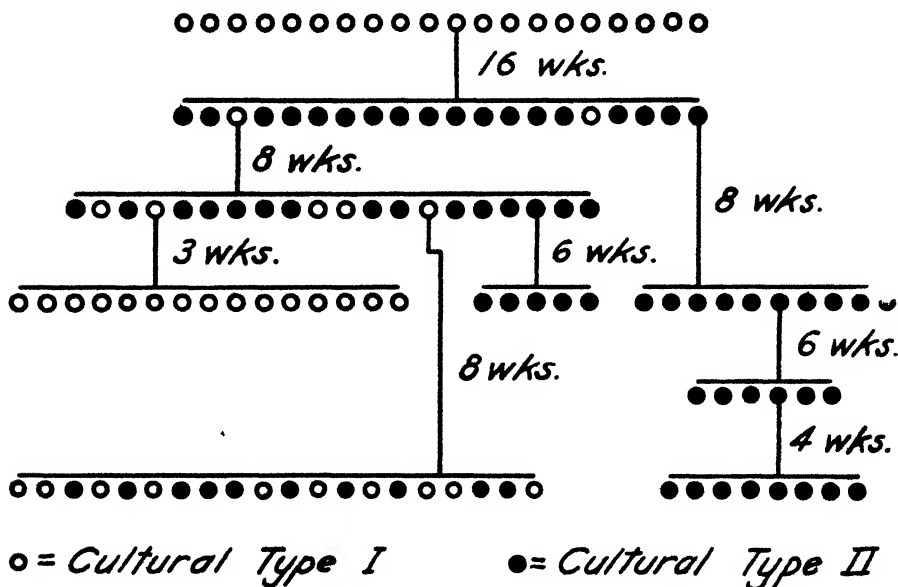 16 wks.
8 wks.
8 wks.
3 wks.
6 wks.
6 wks.
8 wks.
4 wks.
o = Cultural Type I
●= Cultural Type II